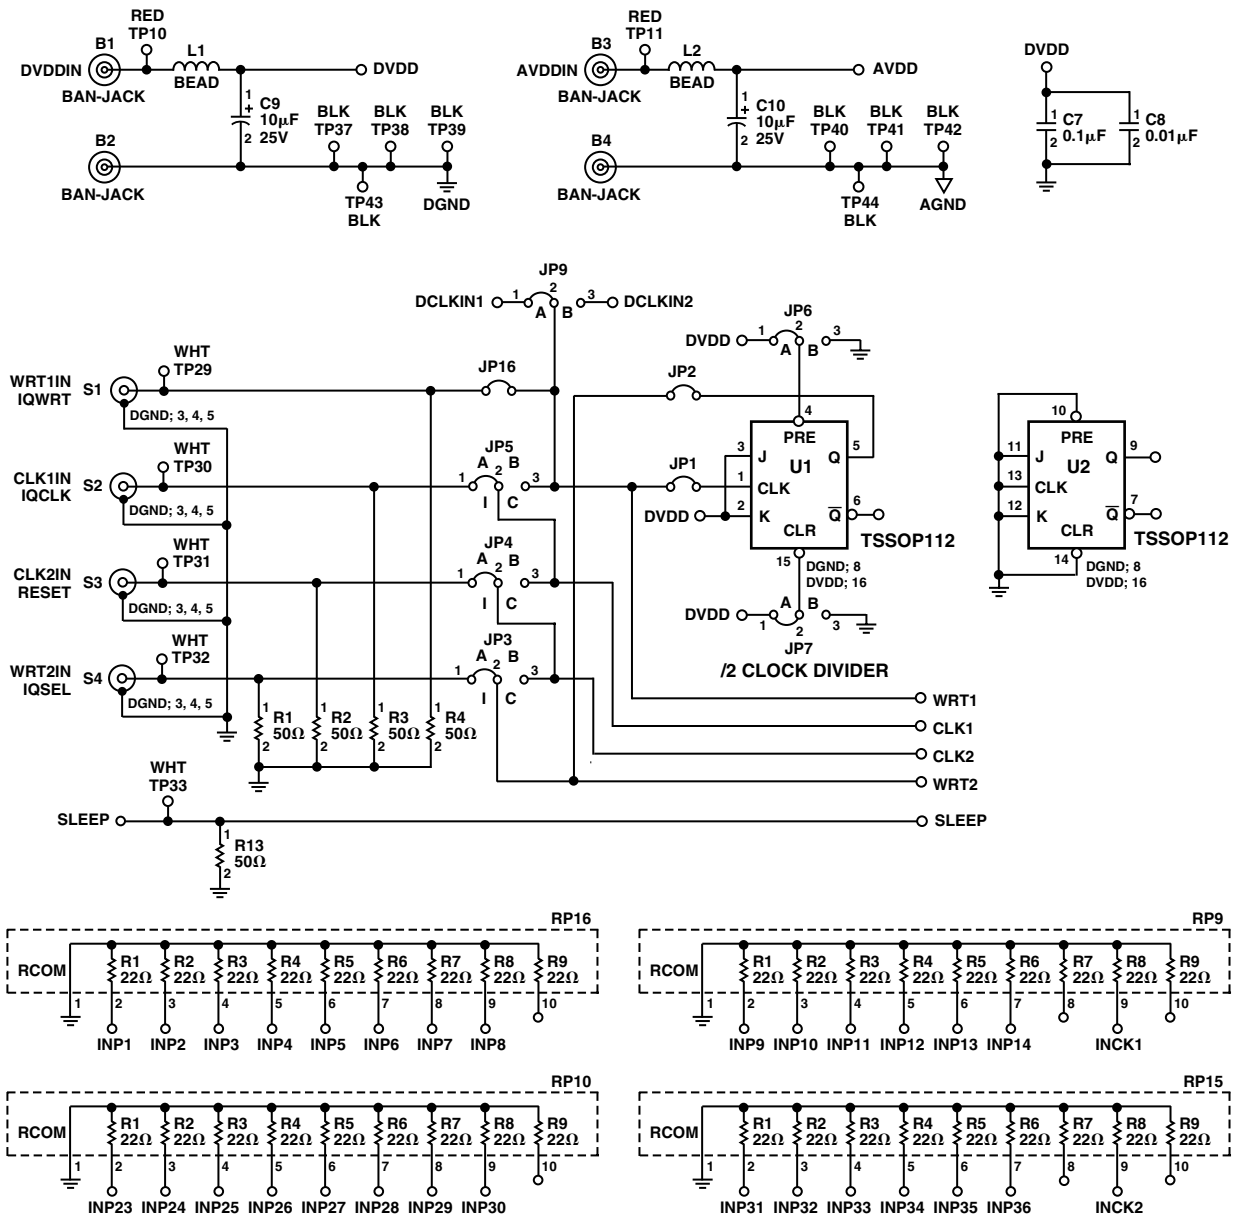 RED
TP10
B1
L1
DVDDIN
BEAD
DVDD
BAN-JACK
1
+
C9
10μF
2
25V
BLK
TP37
BLK
TP38
BLK
TP39
B2
BAN-JACK
TP43
BLK
DGND
RED
TP11
B3
L2
AVDDIN
BEAD
AVDD
BAN-JACK
1
+
C10
10μF
2
25V
BLK
TP40
BLK
TP41
BLK
TP42
B4
BAN-JACK
TP44
BLK
AGND
DVDD
1
C7
2
0.1μF
1
C8
2
0.01μF
JP9
DCLKIN1
1
2
3
DCLKIN2
A
B
WHT
TP29
WRT1IN
IQWRT
S1
DGND; 3, 4, 5
JP16
WHT
TP30
CLK1IN
IQCLK
S2
DGND; 3, 4, 5
JP5
A
2
B
1
3
I
C
WHT
TP31
CLK2IN
RESET
S3
DGND; 3, 4, 5
JP4
A
2
B
1
3
I
C
WHT
TP32
WRT2IN
IQSEL
S4
DGND; 3, 4, 5
JP3
A
2
B
1
3
I
C
1
R1
50Ω
2
1
R2
50Ω
2
1
R3
50Ω
2
1
R4
50Ω
2
JP6
DVDD
1
2
3
A
B
JP2
JP1
4
PRE
3
J
U1
Q
5
1
CLK
6
DVDD
2
K
Q
CLR
TSSOP112
15
DGND; 8
DVDD; 16
DVDD
A
B
1
2
3
JP7
/2 CLOCK DIVIDER
10
PRE
11
J
U2
Q
9
13
CLK
12
K
Q
7
CLR
TSSOP112
14
DGND; 8
DVDD; 16
WRT1
CLK1
CLK2
WRT2
WHT
TP33
SLEEP
SLEEP
1
R13
50Ω
2
RP16
RCOM
R1 R2 R3 R4 R5 R6 R7 R8 R9
22Ω 22Ω 22Ω 22Ω 22Ω 22Ω 22Ω 22Ω 22Ω
1 2 3 4 5 6 7 8 9 10
INP1 INP2 INP3 INP4 INP5 INP6 INP7 INP8
RP9
RCOM
R1 R2 R3 R4 R5 R6 R7 R8 R9
22Ω 22Ω 22Ω 22Ω 22Ω 22Ω 22Ω 22Ω 22Ω
1 2 3 4 5 6 7 8 9 10
INP9 INP10 INP11 INP12 INP13 INP14 INCK1
RP10
RCOM
R1 R2 R3 R4 R5 R6 R7 R8 R9
22Ω 22Ω 22Ω 22Ω 22Ω 22Ω 22Ω 22Ω 22Ω
1 2 3 4 5 6 7 8 9 10
INP23 INP24 INP25 INP26 INP27 INP28 INP29 INP30
RP15
RCOM
R1 R2 R3 R4 R5 R6 R7 R8 R9
22Ω 22Ω 22Ω 22Ω 22Ω 22Ω 22Ω 22Ω 22Ω
1 2 3 4 5 6 7 8 9 10
INP31 INP32 INP33 INP34 INP35 INP36 INCK2